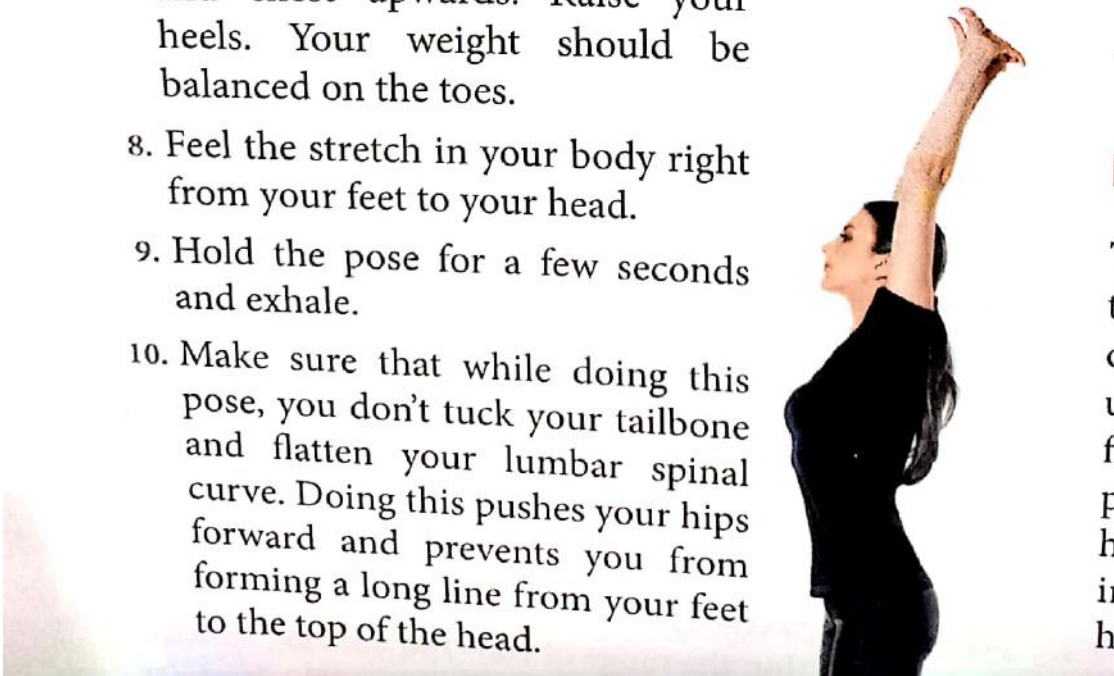 heels. Your weight should be
balanced on the toes.
8. Feel the stretch in your body right
from your feet to your head.
9. Hold the pose for a few seconds
and exhale.
10. Make sure that while doing this
pose, you don't tuck your tailbone
and flatten your lumbar spinal
curve. Doing this pushes your hips
forward and prevents you from
forming a long line from your feet
to the top of the head.